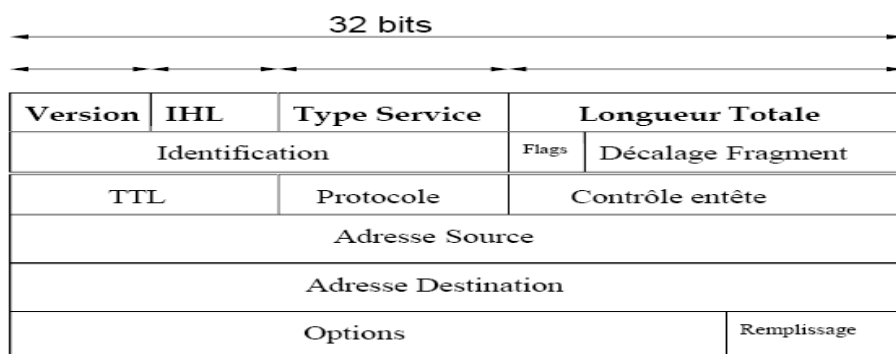 32 bits
Version IHL Type Service Longueur Totale
Identification Flags Décalage Fragment
TTL Protocole Contrôle entête
Adresse Source
Adresse Destination
Options Remplissage